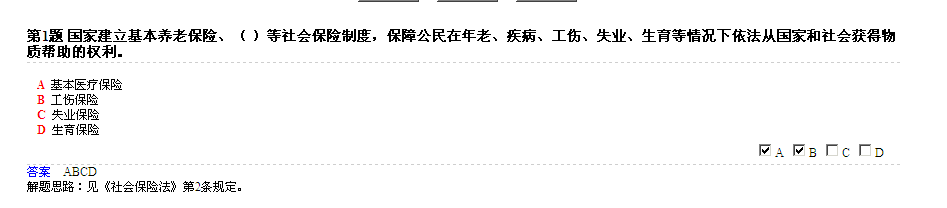 第1题 国家建立基本养老保险、（ ）等社会保险制度，保障公民在年老、疾病、工伤、失业、生育等情况下依法从国家和社会获得物
质帮助的权利。
A 基本医疗保险
B 工伤保险
C 失业保险
D 生育保险
A B C D
答案 ABCD
解题思路：见《社会保险法》第2条规定。